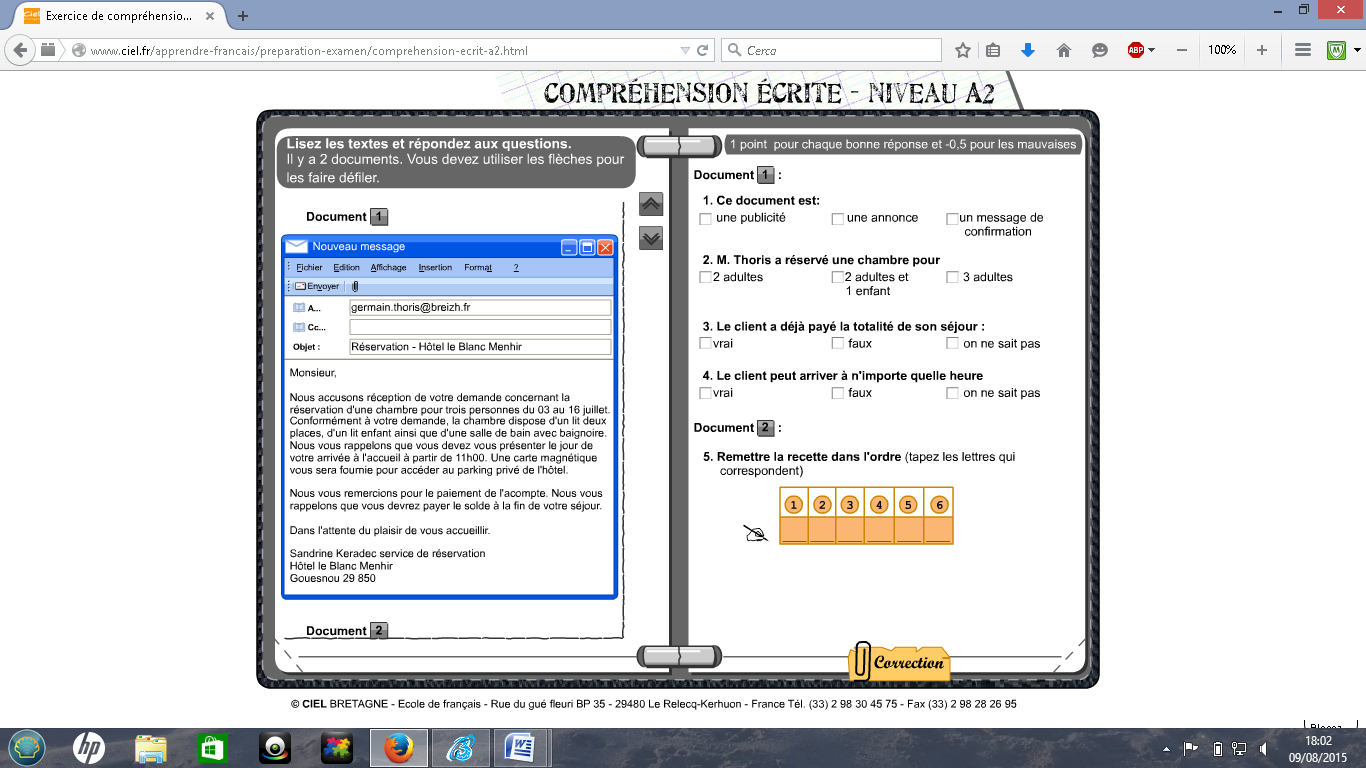 Exercice de compréhensio...
www.ciel.fr/apprendre-francais/preparation-examen/comprehension-ecrit-a2.html
Cerca
ABP
100%
COMPRÉHENSION ÉCRITE - NIVEAU A2
Lisez les textes et répondez aux questions.
Il y a 2 documents. Vous devez utiliser les flèches pour
les faire défiler.
Document 1
Nouveau message
Fichier Edition Affichage Insertion Format ?
Envoyer
A... germain.thoris@breizh.fr
Cc...
Objet : Réservation - Hôtel le Blanc Menhir
Monsieur,
Nous accusons réception de votre demande concernant la
réservation d'une chambre pour trois personnes du 03 au 16 juillet.
Conformément à votre demande, la chambre dispose d'un lit deux
places, d'un lit enfant ainsi que d'une salle de bain avec baignoire.
Nous vous rappelons que vous devez vous présenter le jour de
votre arrivée à l'accueil à partir de 11h00. Une carte magnétique
vous sera fournie pour accéder au parking privé de l'hôtel.
Nous vous remercions pour le paiement de l'acompte. Nous vous
rappelons que vous devrez payer le solde à la fin de votre séjour.
Dans l'attente du plaisir de vous accueillir.
Sandrine Keradec service de réservation
Hôtel le Blanc Menhir
Gouesnou 29 850
Document 2
1 point pour chaque bonne réponse et -0,5 pour les mauvaises
Document 1 :
1. Ce document est:
une publicité une annonce un message de
confirmation
2. M. Thoris a réservé une chambre pour
2 adultes 2 adultes et 3 adultes
1 enfant
3. Le client a déjà payé la totalité de son séjour :
vrai faux on ne sait pas
4. Le client peut arriver à n'importe quelle heure
vrai faux on ne sait pas
Document 2 :
5. Remettre la recette dans l'ordre (tapez les lettres qui
correspondent)
1 2 3 4 5 6
Correction
© CIEL BRETAGNE - Ecole de français - Rue du gué fleuri BP 35 - 29480 Le Relecq-Kerhuon - France Tél. (33) 2 98 30 45 75 - Fax (33) 2 98 28 26 95
18:02
09/08/2015